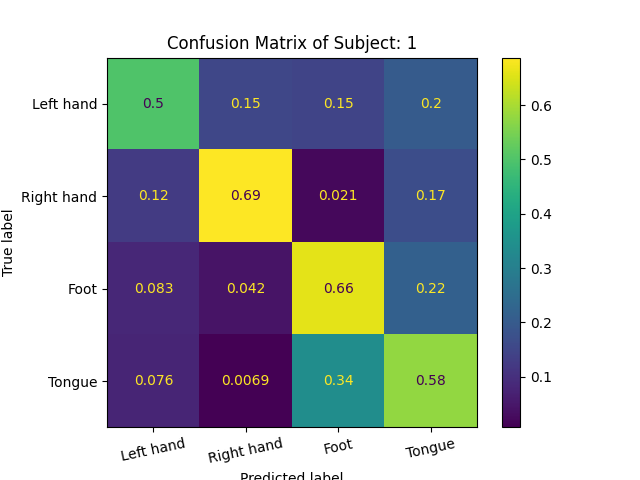 Confusion Matrix of Subject: 1
Left hand 0.5 0.15 0.15 0.2
Right hand 0.12 0.69 0.021 0.17
Foot 0.083 0.042 0.66 0.22
Tongue 0.076 0.0069 0.34 0.58
Left hand Right hand Foot Tongue
Predicted label
True label
0.6
0.5
0.4
0.3
0.2
0.1